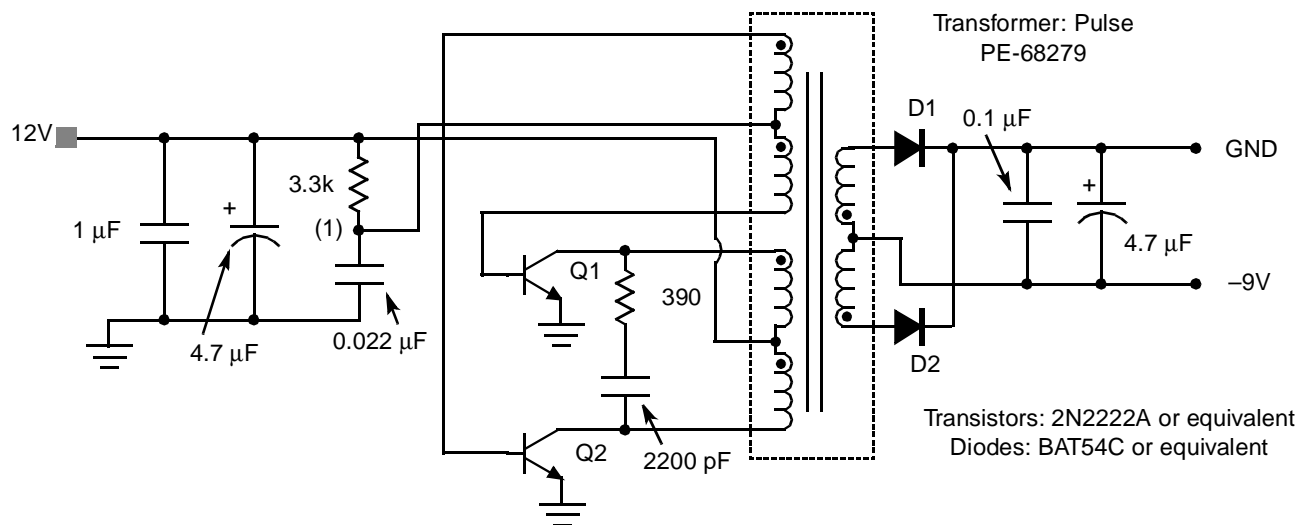 Transformer: Pulse
PE-68279
12V
1 μF
+
4.7 μF
3.3k
(1)
0.022 μF
Q1
390
Q2
2200 pF
D1
D2
0.1 μF
+
4.7 μF
GND
–9V
Transistors: 2N2222A or equivalent
Diodes: BAT54C or equivalent